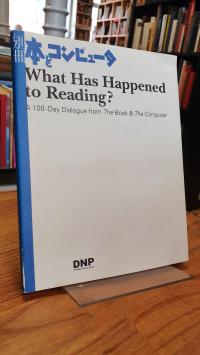 別冊
本とコンピュータ
What Has Happened
to Reading?
A 100-Day Dialogue from The Book & The Computer
DNP